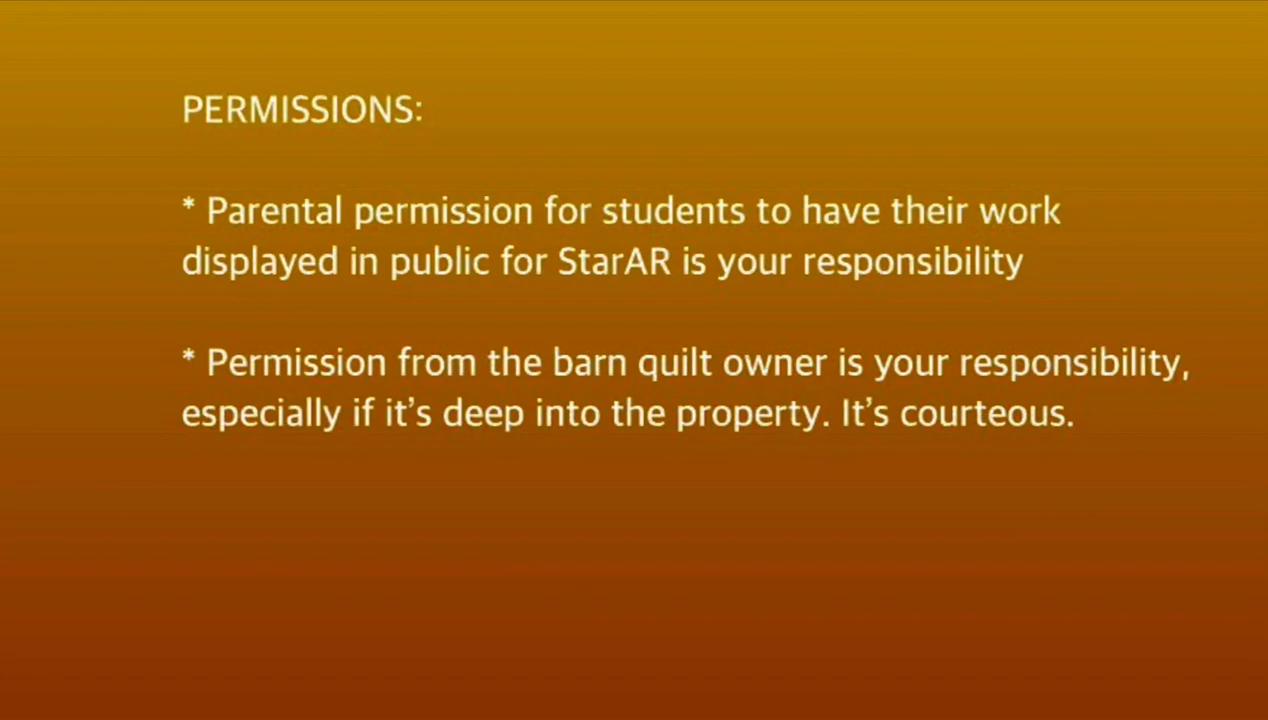 PERMISSIONS:
* Parental permission for students to have their work
displayed in public for StarAR is your responsibility
* Permission from the barn quilt owner is your responsibility,
especially if it’s deep into the property. It’s courteous.